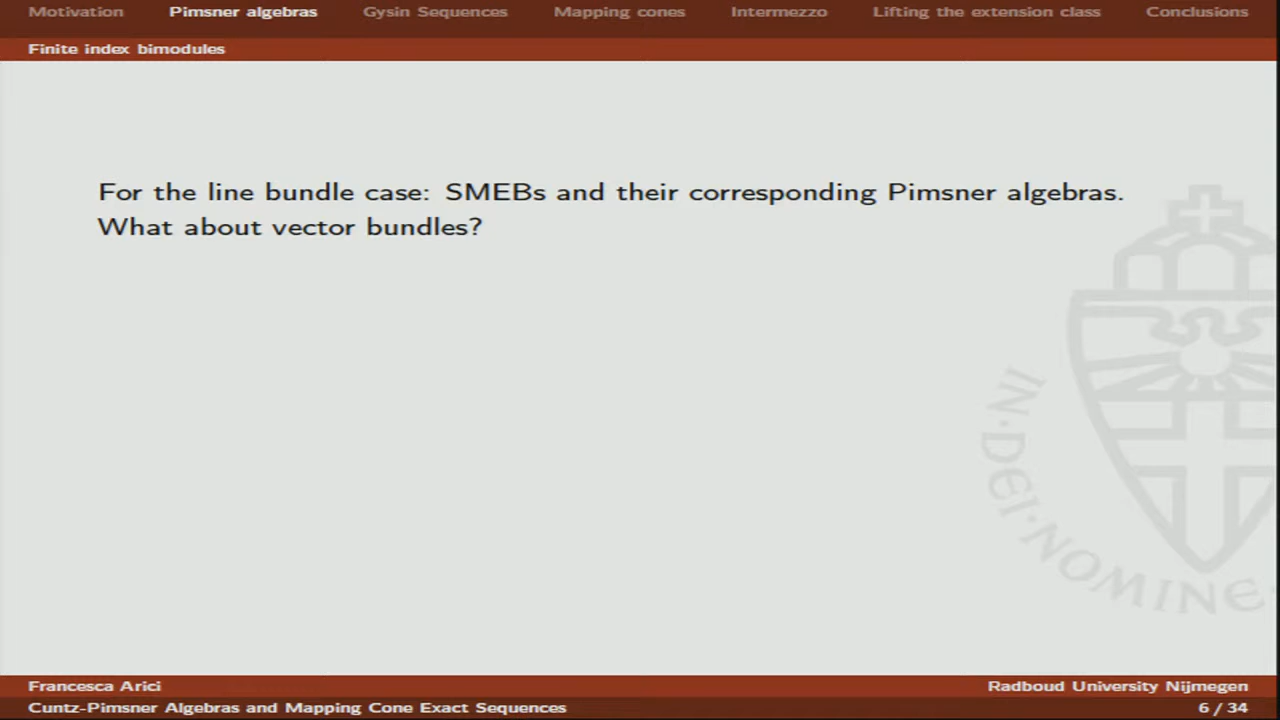 Motivation Pimsner algebras Gysin Sequences Mapping cones Intermezzo Lifting the extension class Conclusions
Finite index bimodules
For the line bundle case: SMEBs and their corresponding Pimsner algebras.
What about vector bundles?
IN·DEI·NOMINE·
Francesca Arici Radboud University Nijmegen
Cuntz-Pimsner Algebras and Mapping Cone Exact Sequences 6 / 34